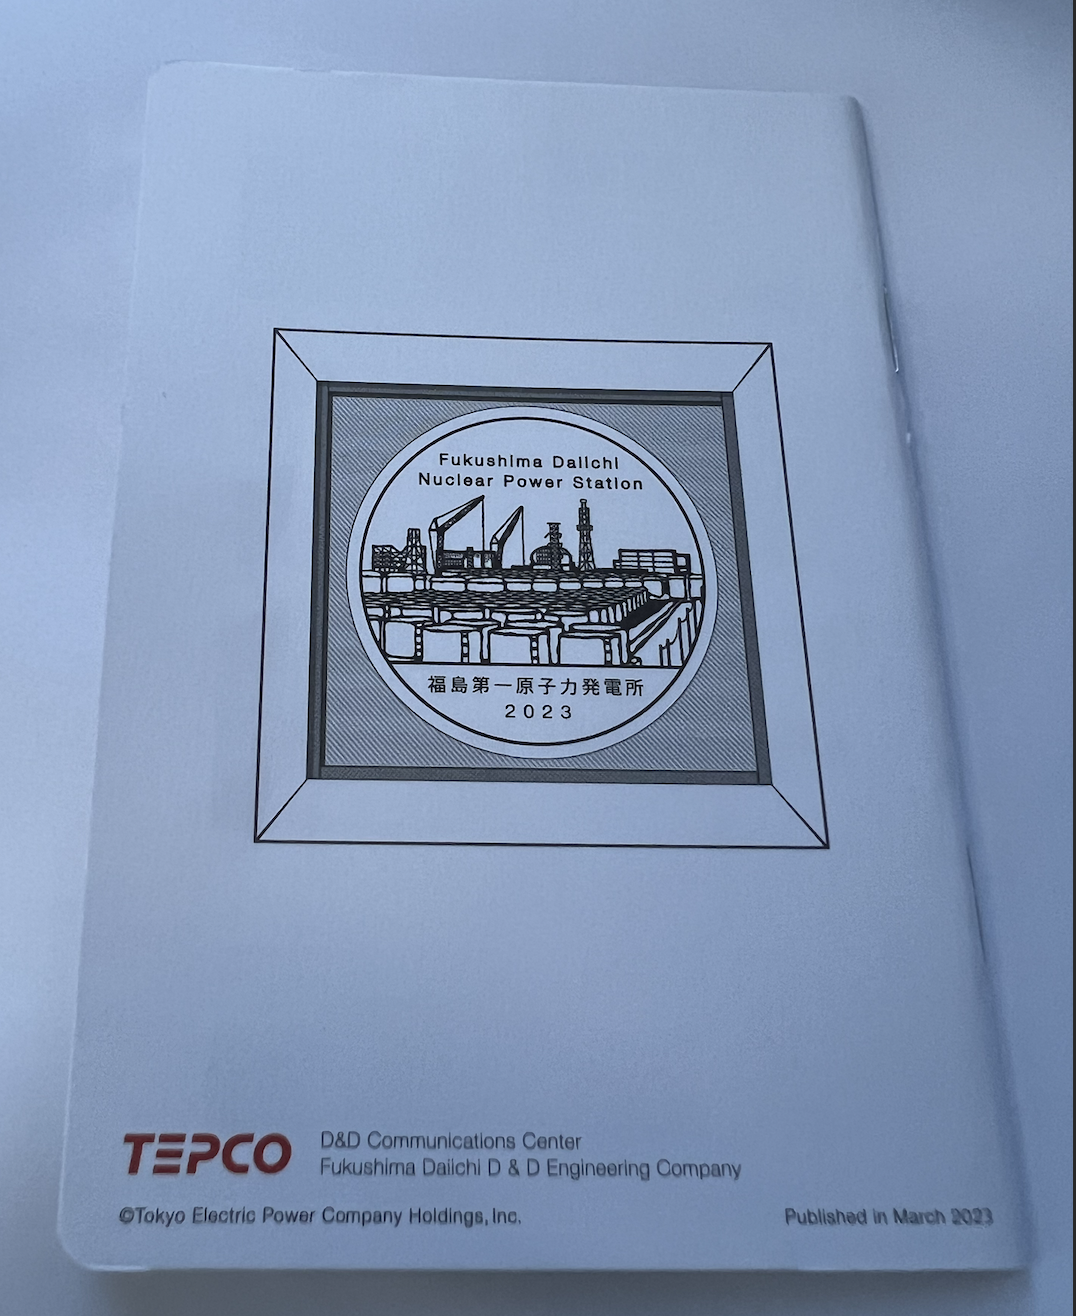 Fukushima Daiichi
Nuclear Power Station
福島第一原子力発電所
2023
TEPCO
D&D Communications Center
Fukushima Daiichi D & D Engineering Company
©Tokyo Electric Power Company Holdings, Inc.
Published in March 2023